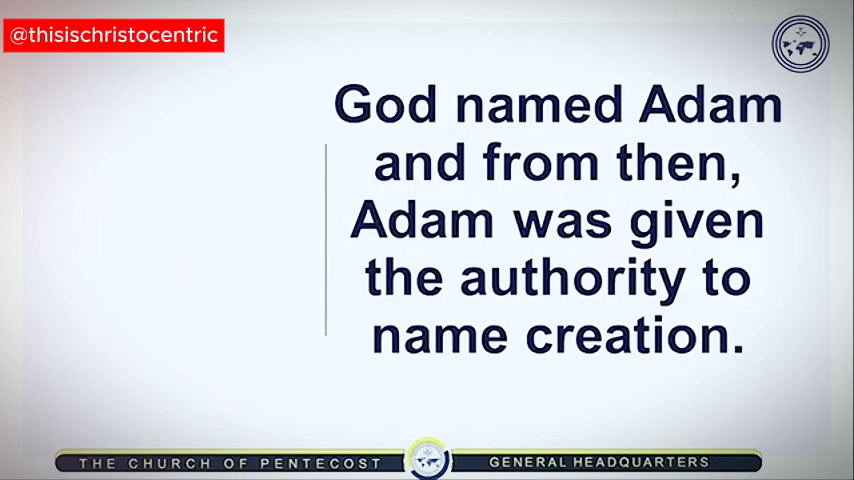 @thisischristocentric
God named Adam
and from then,
Adam was given
the authority to
name creation.
THE CHURCH OF PENTECOST GENERAL HEADQUARTERS